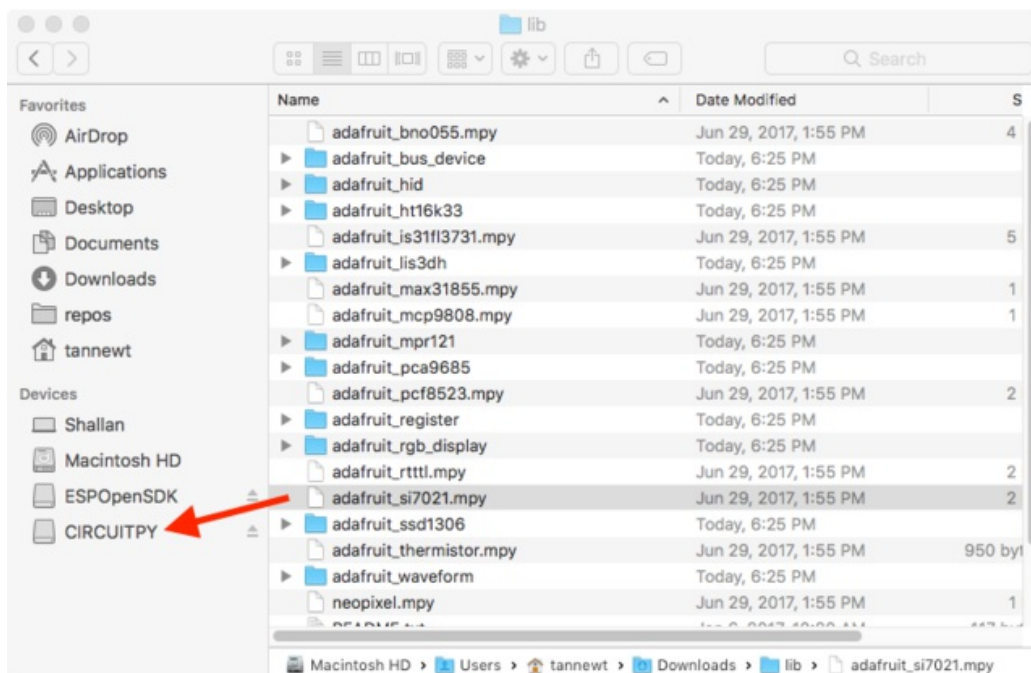 lib
Search
Favorites
AirDrop
Applications
Desktop
Documents
Downloads
repos
tannewt
Devices
Shallan
Macintosh HD
ESPOpenSDK
CIRCUITPY
Name Date Modified S
adafruit_bno055.mpy Jun 29, 2017, 1:55 PM 4
adafruit_bus_device Today, 6:25 PM
adafruit_hid Today, 6:25 PM
adafruit_ht16k33 Today, 6:25 PM
adafruit_is31fl3731.mpy Jun 29, 2017, 1:55 PM 5
adafruit_lis3dh Today, 6:25 PM
adafruit_max31855.mpy Jun 29, 2017, 1:55 PM 1
adafruit_mcp9808.mpy Jun 29, 2017, 1:55 PM 1
adafruit_mpr121 Today, 6:25 PM
adafruit_pca9685 Today, 6:25 PM
adafruit_pcf8523.mpy Jun 29, 2017, 1:55 PM 2
adafruit_register Today, 6:25 PM
adafruit_rgb_display Today, 6:25 PM
adafruit_rtttl.mpy Jun 29, 2017, 1:55 PM 2
adafruit_si7021.mpy Jun 29, 2017, 1:55 PM 2
adafruit_ssd1306 Today, 6:25 PM
adafruit_thermistor.mpy Jun 29, 2017, 1:55 PM 950 byt
adafruit_waveform Today, 6:25 PM
neopixel.mpy Jun 29, 2017, 1:55 PM 1
Macintosh HD › Users › tannewt › Downloads › lib › adafruit_si7021.mpy